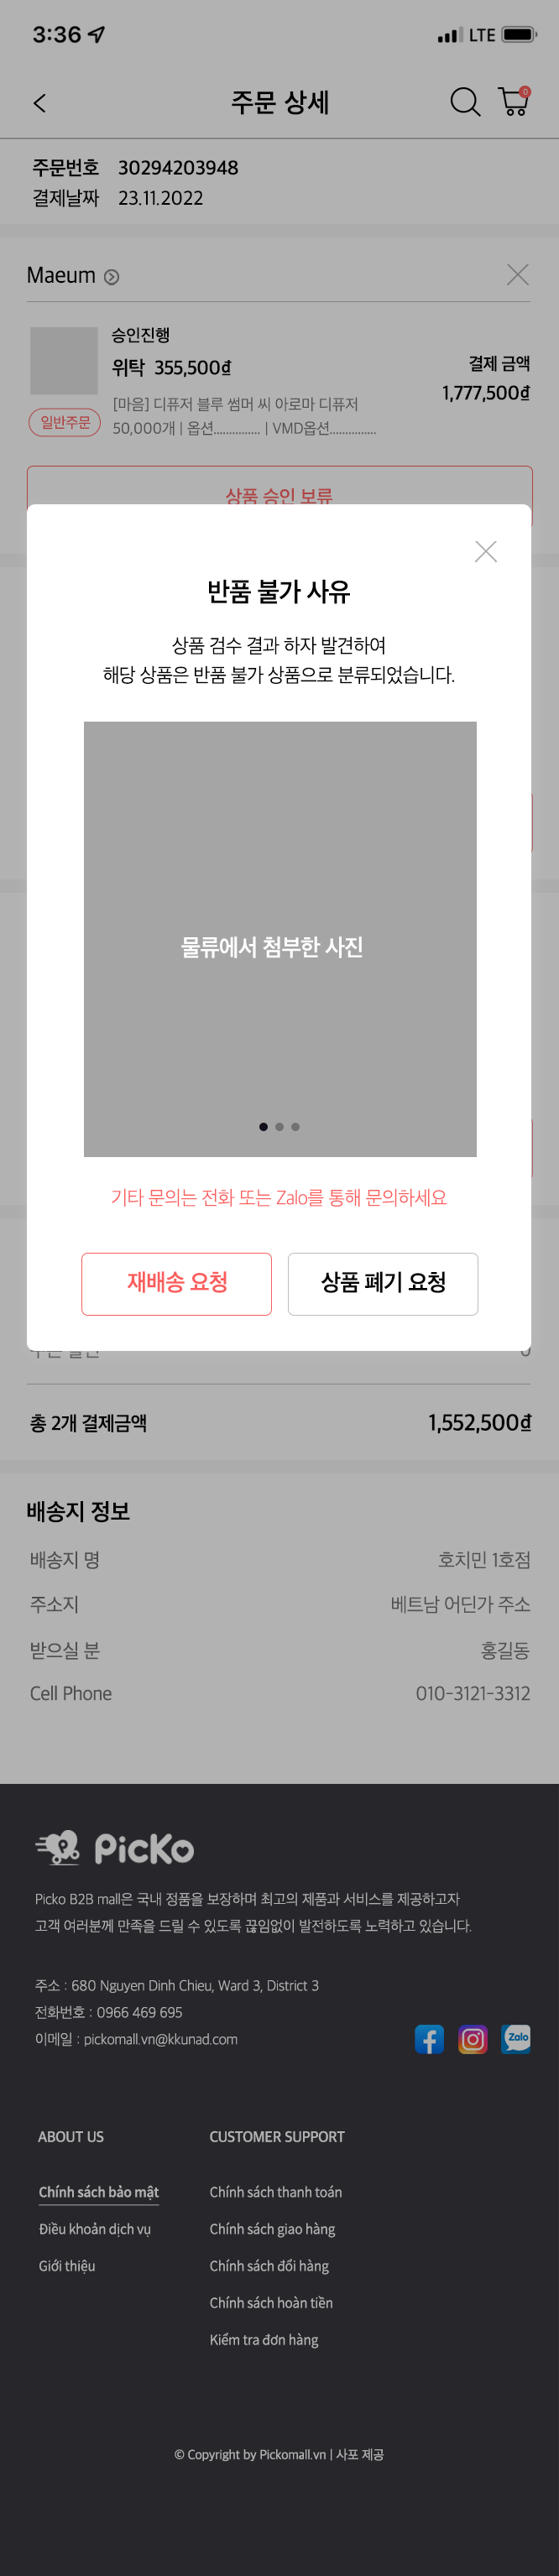 3:36
LTE
주문 상세
0
주문번호 30294203948
결제날짜 23.11.2022
Maeum
승인진행
위탁 355,500₫
결제 금액
1,777,500₫
일반주문
[마음] 디퓨저 블루 썸머 씨 아로마 디퓨저
50,000개 | 옵션............... | VMD옵션...............
상품 승인 보류
반품 불가 사유
상품 검수 결과 하자 발견하여
해당 상품은 반품 불가 상품으로 분류되었습니다.
물류에서 첨부한 사진
기타 문의는 전화 또는 Zalo를 통해 문의하세요
재배송 요청
상품 폐기 요청
총 2개 결제금액 1,552,500₫
배송지 정보
배송지 명 호치민 1호점
주소지 베트남 어딘가 주소
받으실 분 홍길동
Cell Phone 010-3121-3312
PicKo
Picko B2B mall은 국내 정품을 보장하며 최고의 제품과 서비스를 제공하고자
고객 여러분께 만족을 드릴 수 있도록 끊임없이 발전하도록 노력하고 있습니다.
주소 : 680 Nguyen Dinh Chieu, Ward 3, District 3
전화번호 : 0966 469 695
이메일 : pickomall.vn@kkunad.com
Zalo
ABOUT US
CUSTOMER SUPPORT
Chính sách bảo mật
Chính sách thanh toán
Điều khoản dịch vụ
Chính sách giao hàng
Giới thiệu
Chính sách đổi hàng
Chính sách hoàn tiền
Kiểm tra đơn hàng
© Copyright by Pickomall.vn | 사포 제공